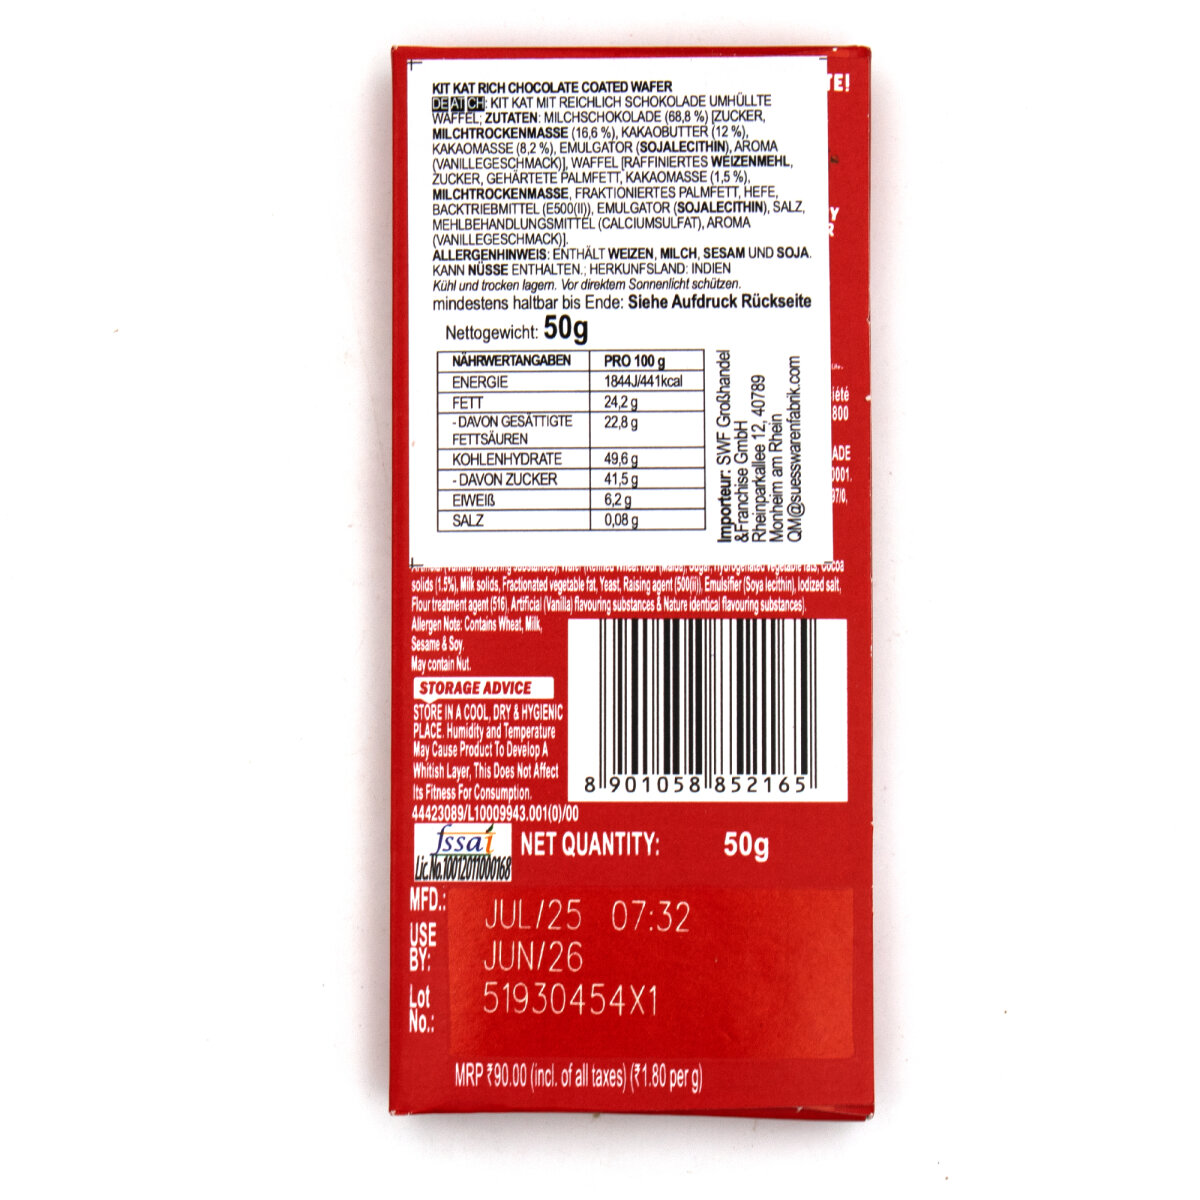 TE!
KIT KAT RICH CHOCOLATE COATED WAFER
DE AT CH: KIT KAT MIT REICHLICH SCHOKOLADE UMHÜLLTE
WAFFEL; ZUTATEN: MILCHSCHOKOLADE (68,8 %) [ZUCKER,
MILCHTROCKENMASSE (16,6 %), KAKAOBUTTER (12 %),
KAKAOMASSE (8,2 %), EMULGATOR (SOJALECITHIN), AROMA
(VANILLEGESCHMACK)], WAFFEL [RAFFINIERTES WEIZENMEHL,
ZUCKER, GEHÄRTETE PALMFETT, KAKAOMASSE (1,5 %),
MILCHTROCKENMASSE, FRAKTIONIERTES PALMFETT, HEFE,
BACKTRIEBMITTEL (E500(II)), EMULGATOR (SOJALECITHIN), SALZ,
MEHLBEHANDLUNGSMITTEL (CALCIUMSULFAT), AROMA
(VANILLEGESCHMACK)].
ALLERGENHINWEIS: ENTHÄLT WEIZEN, MILCH, SESAM UND SOJA.
KANN NÜSSE ENTHALTEN.; HERKUNFSLAND: INDIEN
Kühl und trocken lagern. Vor direktem Sonnenlicht schützen.
mindestens haltbar bis Ende: Siehe Aufdruck Rückseite
Nettogewicht: 50g
NÄHRWERTANGABEN PRO 100 g
ENERGIE 1844J/441kcal
FETT 24,2 g
- DAVON GESÄTTIGTE 22,8 g
FETTSÄUREN
KOHLENHYDRATE 49,6 g
- DAVON ZUCKER 41,5 g
EIWEIß 6,2 g
SALZ 0,08 g
Importeur: SWF Großhandel
&Franchise GmbH
Rheinparkallee 12, 40789
Monheim am Rhein
QM@suesswarenfabrik.com
Y
R
iété
800
ADE
0001.
97/0,
solids (1.5%), Milk solids, Fractionated vegetable fat, Yeast, Raising agent (500(ii)), Emulsifier (Soya lecithin), Iodized salt,
Flour treatment agent (516), Artificial (Vanilla) flavouring substances & Nature identical flavouring substances).
Allergen Note: Contains Wheat, Milk,
Sesame & Soy.
May contain Nut.
STORAGE ADVICE
STORE IN A COOL, DRY & HYGIENIC
PLACE. Humidity and Temperature
May Cause Product To Develop A
Whitish Layer, This Does Not Affect
Its Fitness For Consumption.
44423089/L10009943.001(0)/00
8 901058 852165
fssai
Lic.No.10012011000168
NET QUANTITY: 50g
MFD.: JUL/25 07:32
USE
BY: JUN/26
Lot
No.: 51930454X1
MRP ₹90.00 (incl. of all taxes) (₹1.80 per g)